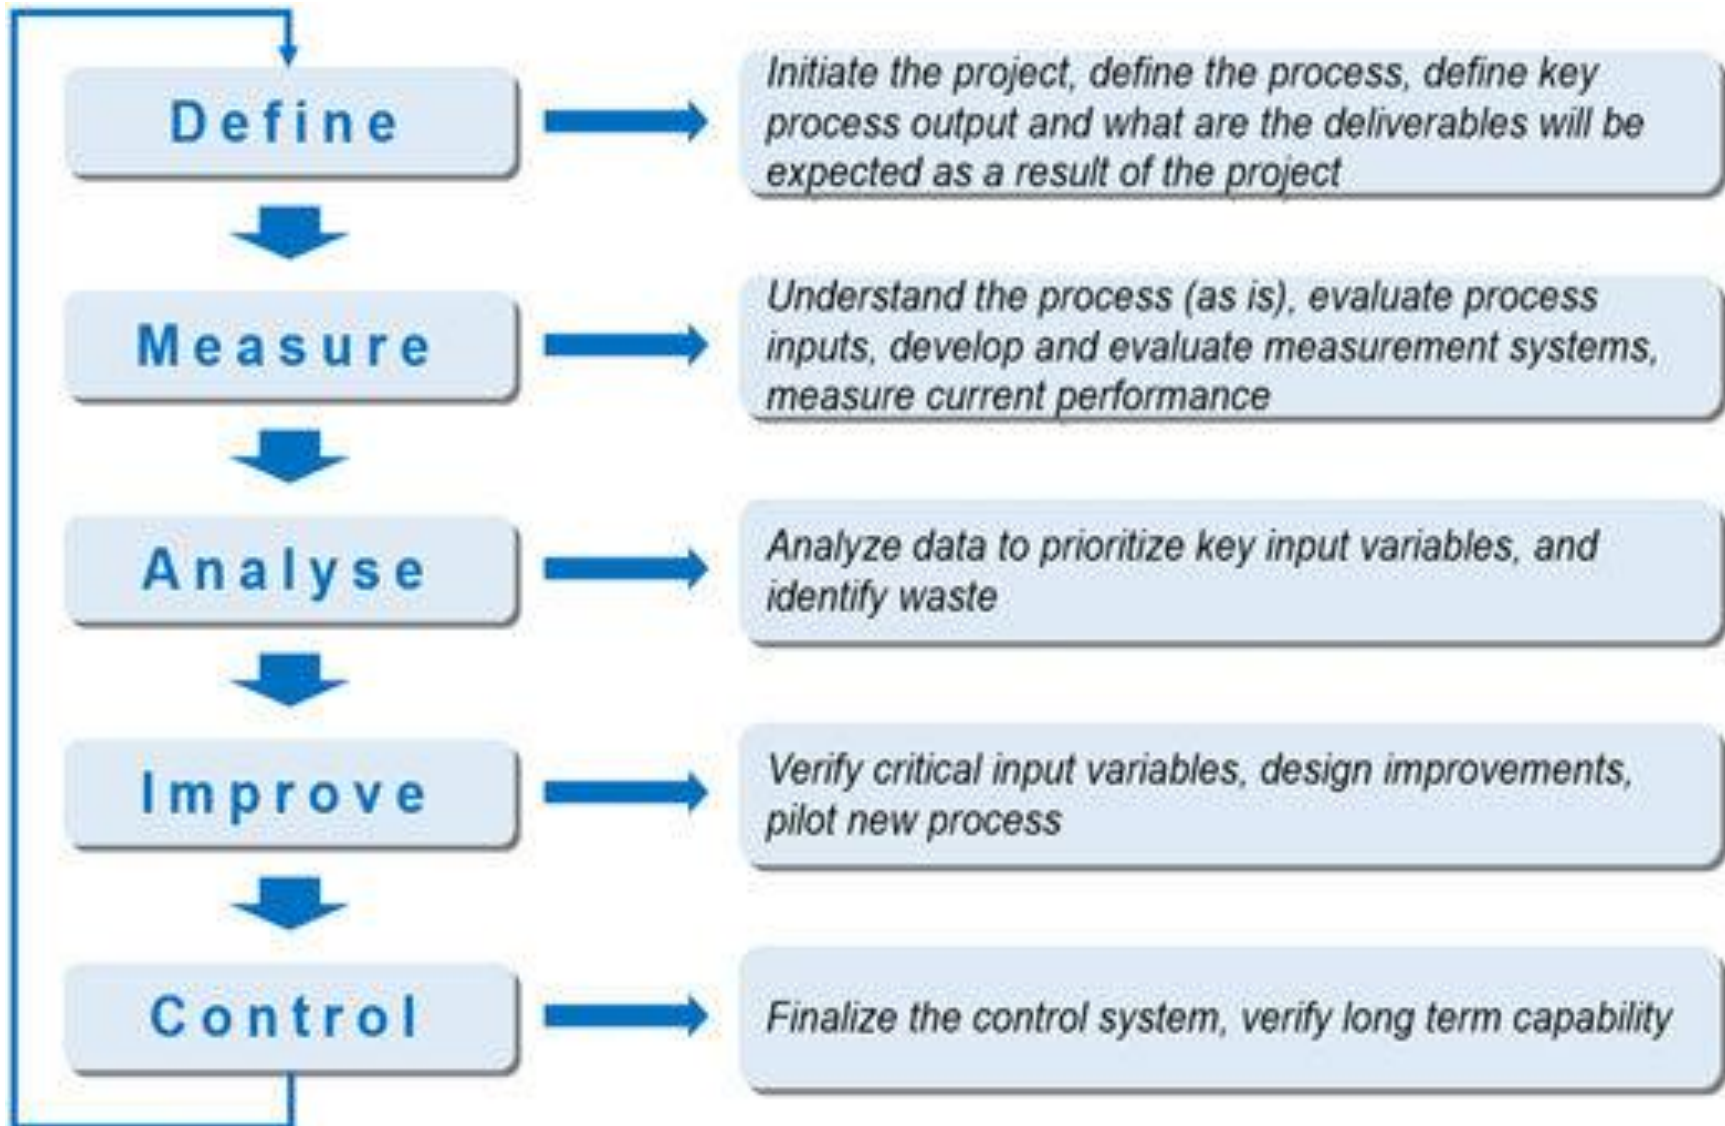 Define
Initiate the project, define the process, define key
process output and what are the deliverables will be
expected as a result of the project
Measure
Understand the process (as is), evaluate process
inputs, develop and evaluate measurement systems,
measure current performance
Analyse
Analyze data to prioritize key input variables, and
identify waste
Improve
Verify critical input variables, design improvements,
pilot new process
Control
Finalize the control system, verify long term capability